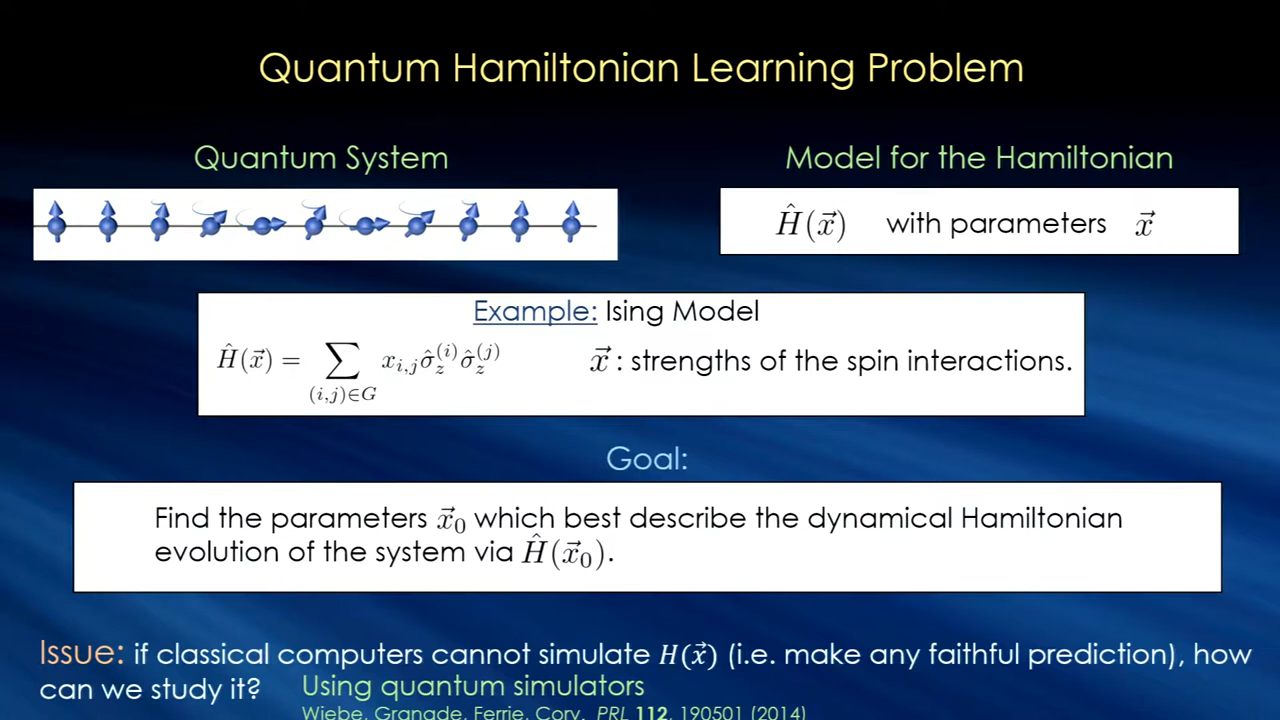 Quantum Hamiltonian Learning Problem
Quantum System
Model for the Hamiltonian
Ĥ(x⃗) with parameters x⃗
Example: Ising Model
Ĥ(x⃗) = ∑_{(i,j)∈G} x_{i,j} σ̂_z^{(i)} σ̂_z^{(j)}
x⃗ : strengths of the spin interactions.
Goal:
Find the parameters x⃗₀ which best describe the dynamical Hamiltonian
evolution of the system via Ĥ(x⃗₀).
Issue: if classical computers cannot simulate H(x⃗) (i.e. make any faithful prediction), how
can we study it? Using quantum simulators
Wiebe, Granade, Ferrie, Cory, PRL 112, 190501 (2014)